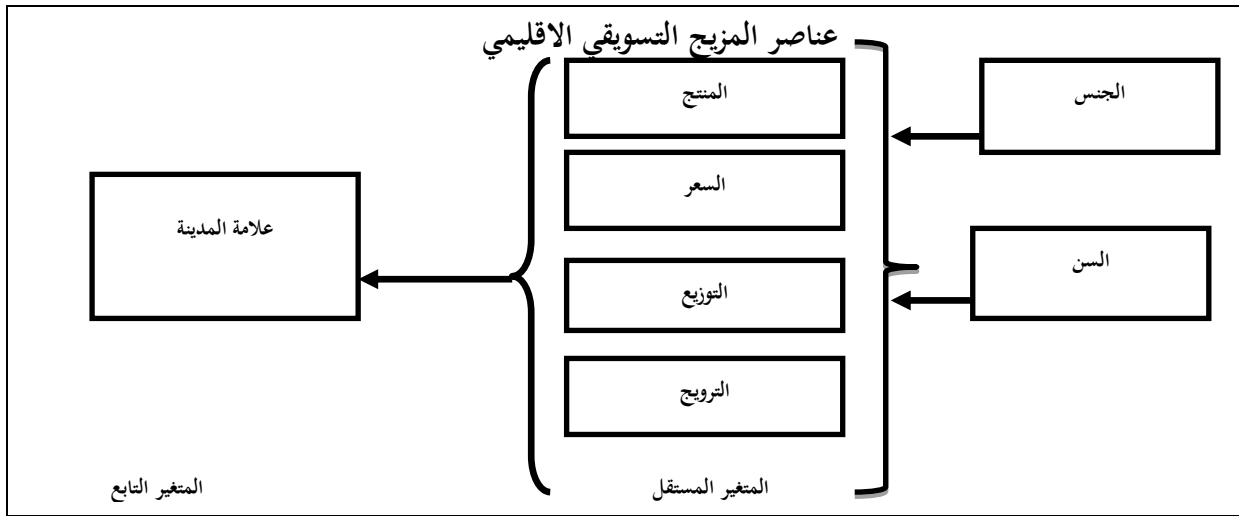 عناصر المزيج التسويقي الاقليمي
الجنس
السن
المنتج
السعر
التوزيع
الترويج
علامة المدينة
المتغير المستقل
المتغير التابع